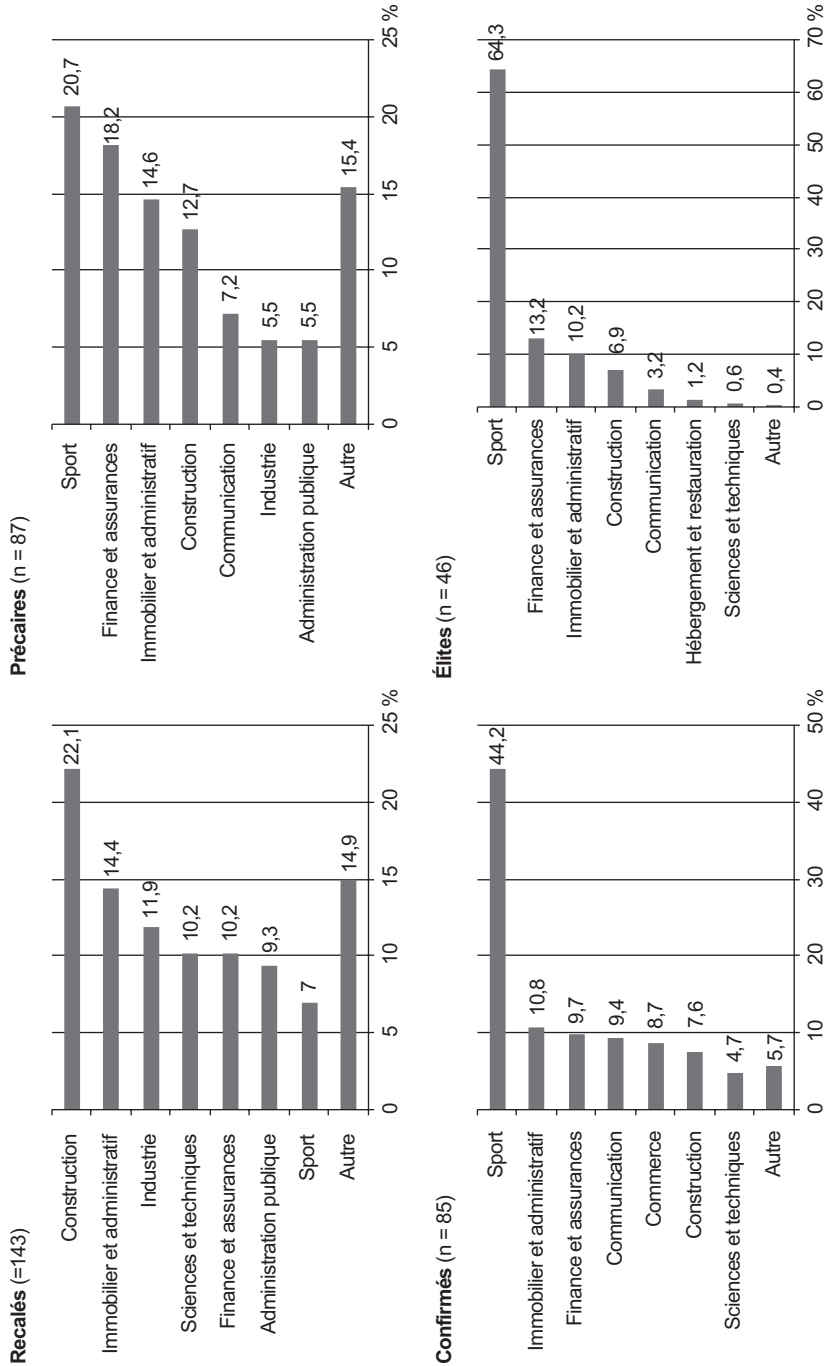 Recalés (=143)
Construction 22,1
Immobilier et administratif 14,4
Industrie 11,9
Sciences et techniques 10,2
Finance et assurances 10,2
Administration publique 9,3
Sport 7
Autre 14,9
0 5 10 15 20 25 %
Précaires (n = 87)
Sport 20,7
Finance et assurances 18,2
Immobilier et administratif 14,6
Construction 12,7
Communication 7,2
Industrie 5,5
Administration publique 5,5
Autre 15,4
0 5 10 15 20 25 %
Confirmés (n = 85)
Sport 44,2
Immobilier et administratif 10,8
Finance et assurances 9,7
Communication 9,4
Commerce 8,7
Construction 7,6
Sciences et techniques 4,7
Autre 5,7
0 10 20 30 40 50 %
Élites (n = 46)
Sport 64,3
Finance et assurances 13,2
Immobilier et administratif 10,2
Construction 6,9
Communication 3,2
Hébergement et restauration 1,2
Sciences et techniques 0,6
Autre 0,4
0 10 20 30 40 50 60 70 %